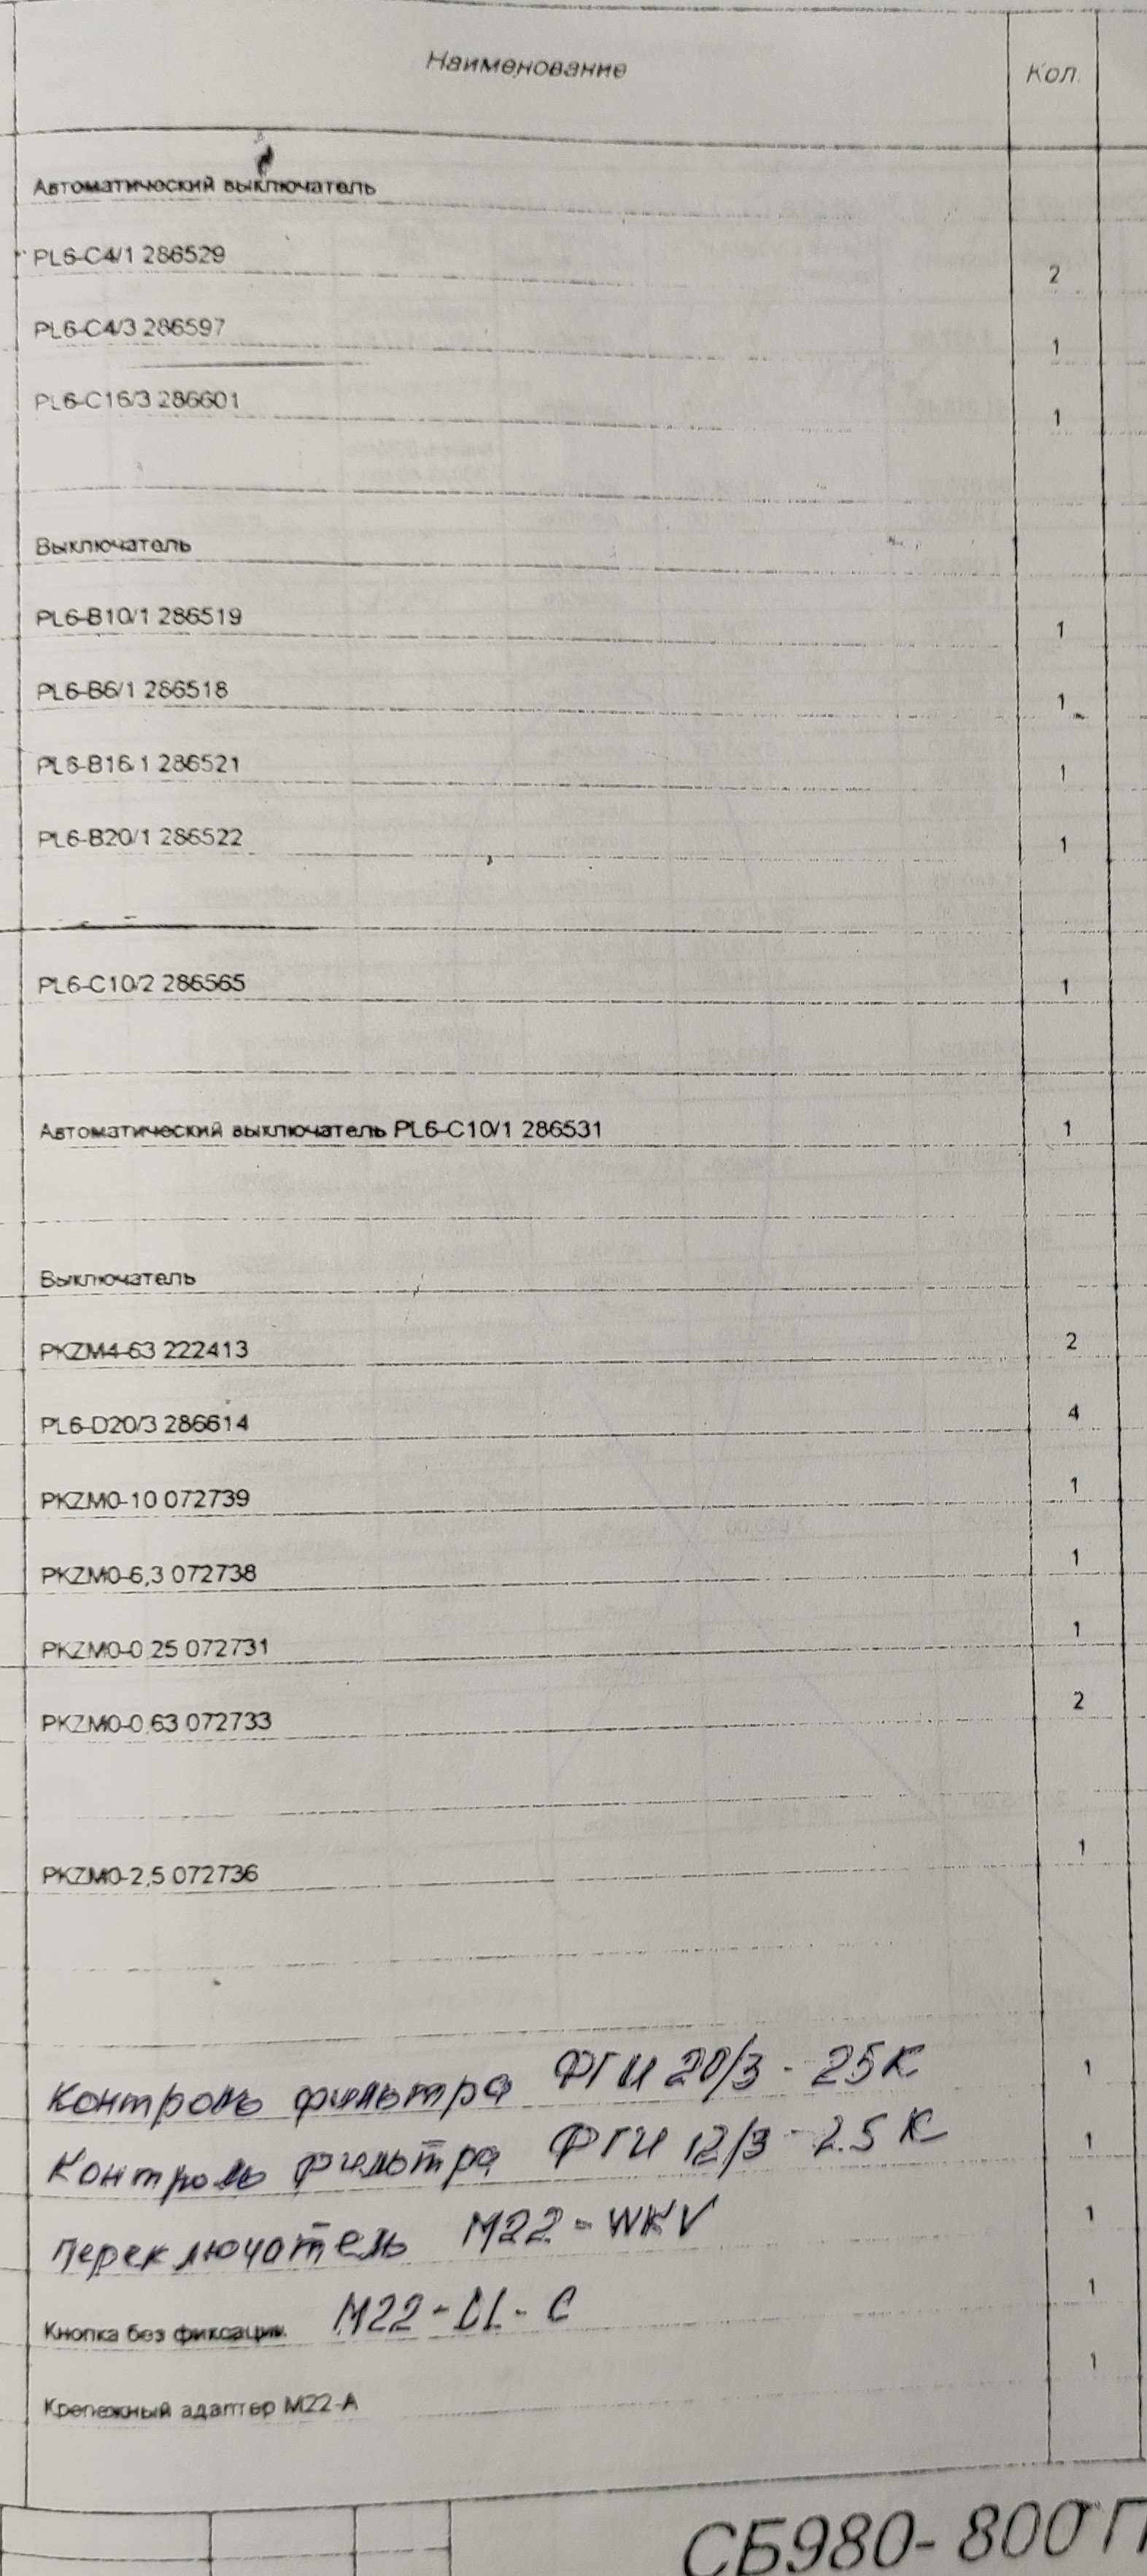 Наименование Кол.
Автоматический выключатель
PL6-C4/1 286529 2
PL6-C4/3 286597 1
PL6-C16/3 286601 1
Выключатель
PL6-B10/1 286519 1
PL6-B6/1 286518 1
PL6-B16/1 286521 1
PL6-B20/1 286522 1
PL6-C10/2 286565 1
Автоматический выключатель PL6-C10/1 286531 1
Выключатель
PKZM4-63 222413 2
PL6-D20/3 286614 4
PKZM0-10 072739 1
PKZM0-6,3 072738 1
PKZM0-0,25 072731 1
PKZM0-0,63 072733 2
PKZM0-2,5 072736 1
Контроль фильтра ФГИ 20/3 - 25К 1
Контроль фильтра ФГИ 12/3 - 2.5 К 1
Переключатель M22-WKV 1
Кнопка без фиксации M22-DL-C 1
Крепежный адаптер M22-A 1
СБ980-800П